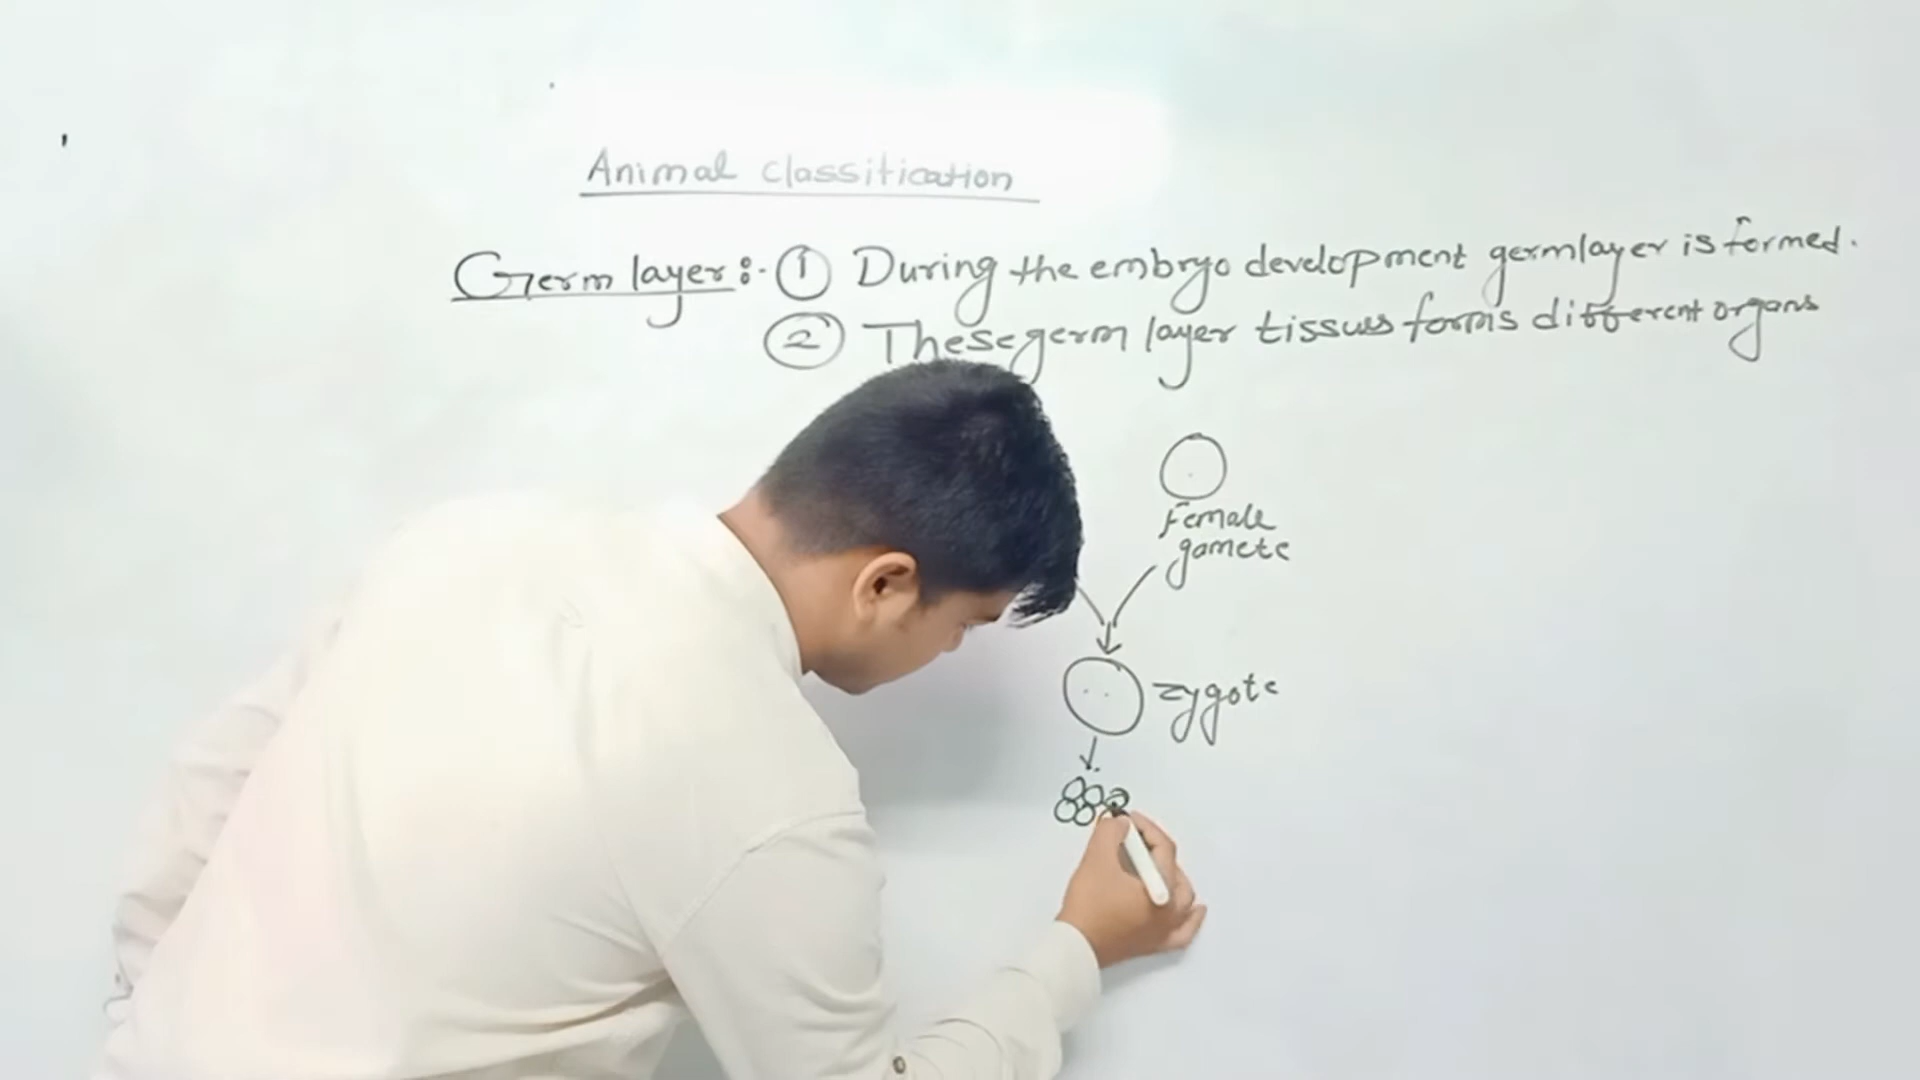 Animal classification
Germ layer :- ① During the embryo development germlayer is formed.
② These germ layer tissues forms different organs
Female
gamete
zygote